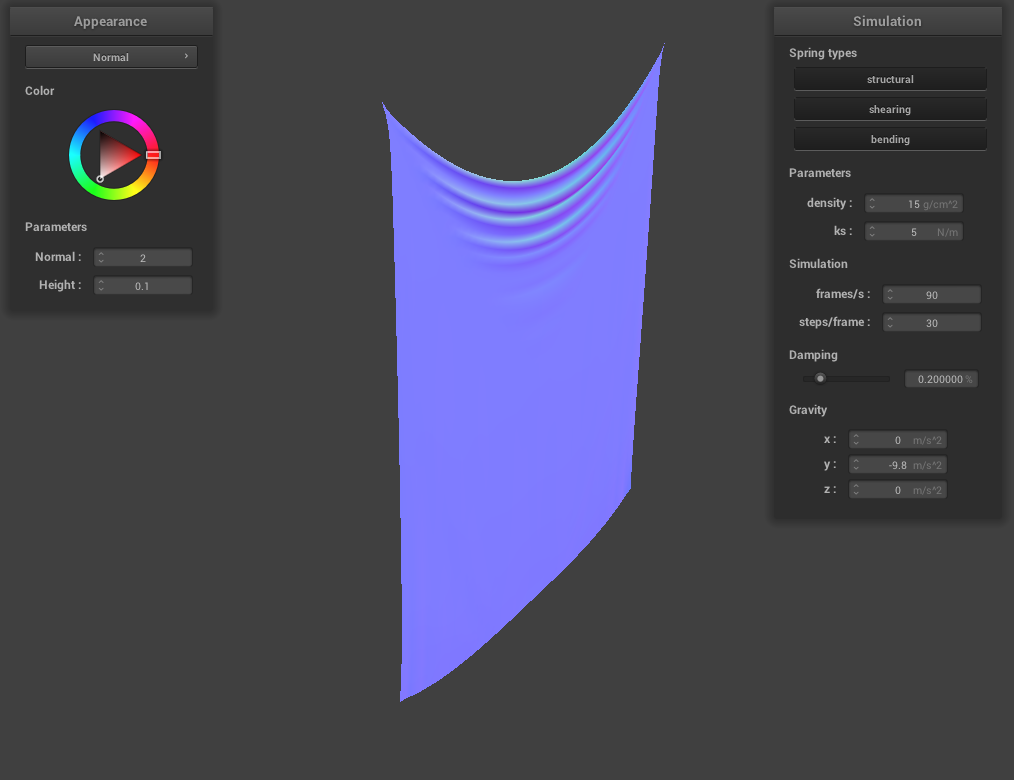 Appearance
Normal
Color
Parameters
Normal :
2
Height :
0.1
Simulation
Spring types
structural
shearing
bending
Parameters
density :
15 g/cm^2
ks :
5 N/m
Simulation
frames/s :
90
steps/frame :
30
Damping
0.200000 %
Gravity
x :
0 m/s^2
y :
-9.8 m/s^2
z :
0 m/s^2